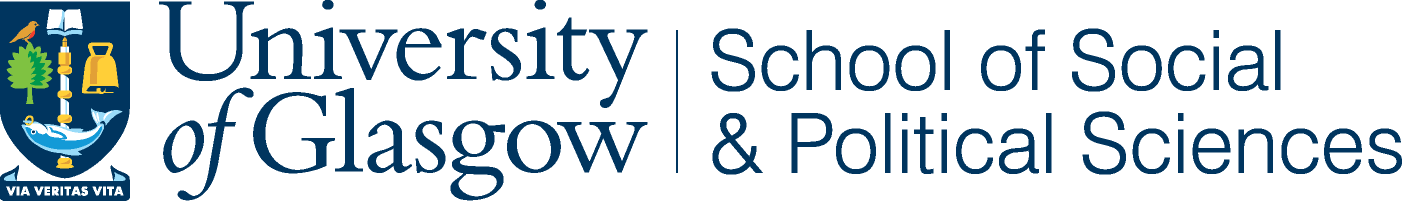 University
of Glasgow
School of Social
& Political Sciences
VIA VERITAS VITA